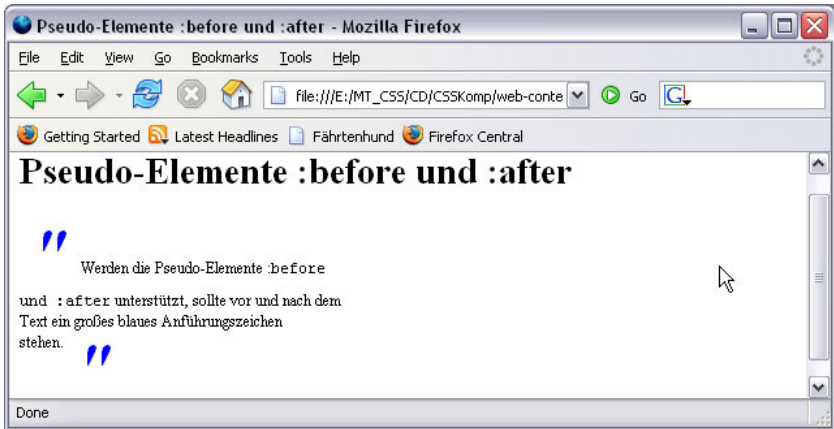 Pseudo-Elemente :before und :after - Mozilla Firefox
File Edit View Go Bookmarks Tools Help
file:///E:/MT_CSS/CD/CSSKomp/web-conte Go G
Getting Started Latest Headlines Fährtenhund Firefox Central
Pseudo-Elemente :before und :after
"
Werden die Pseudo-Elemente :before
und :after unterstützt, sollte vor und nach dem
Text ein großes blaues Anführungszeichen
stehen. "
Done